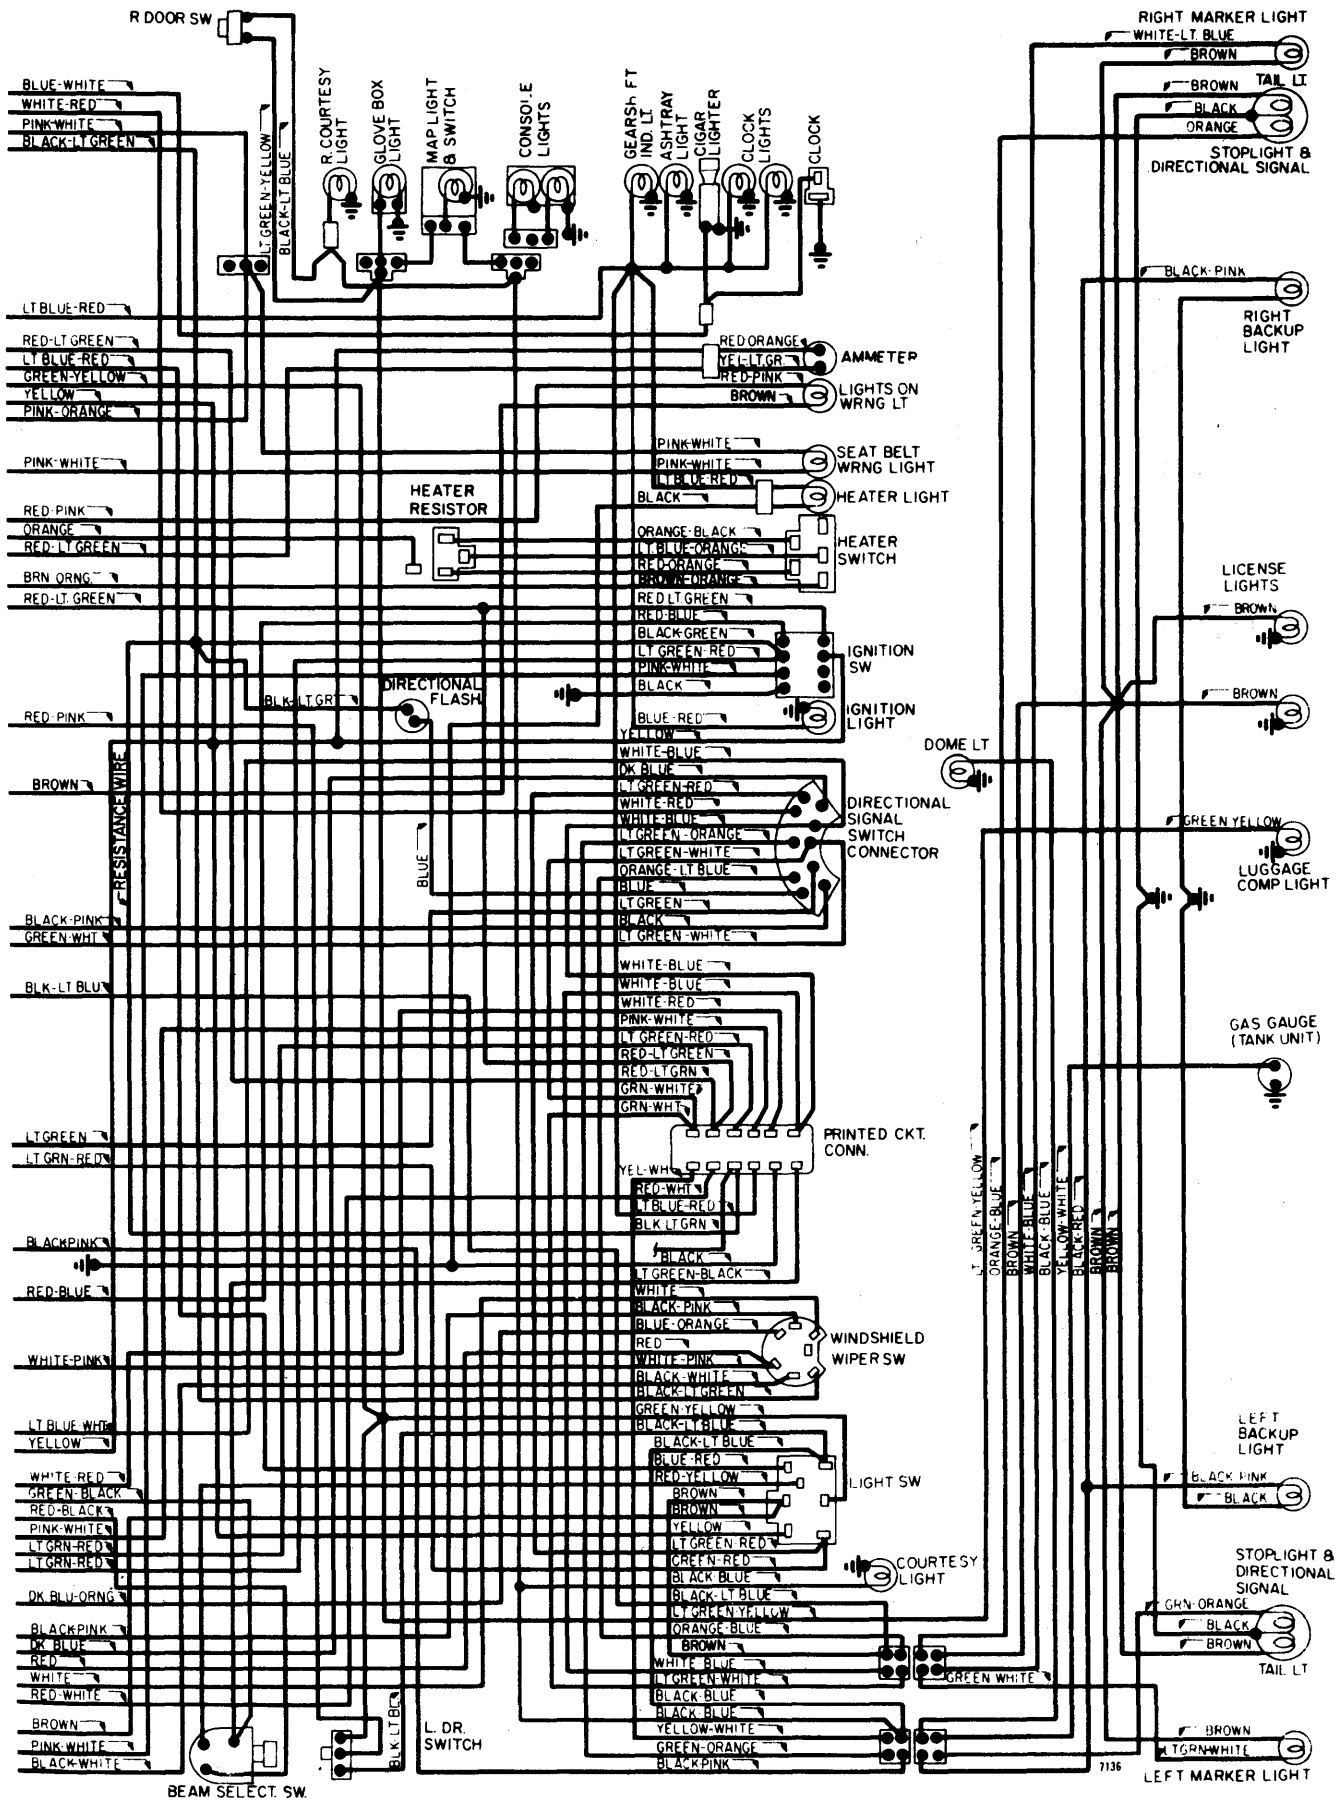 R DOOR SW
RIGHT MARKER LIGHT
WHITE-LT. BLUE
BROWN
TAIL LT.
BROWN
BLACK
ORANGE
STOPLIGHT &
DIRECTIONAL SIGNAL
BLUE-WHITE
WHITE-RED
PINK-WHITE
BLACK-LT GREEN
LT GREEN-YELLOW
BLACK-LT BLUE
R. COURTESY
LIGHT
GLOVE BOX
LIGHT
MAP LIGHT
& SWITCH
CONSOLE
LIGHTS
GEARSHFT
IND. LT.
ASHTRAY
LIGHT
CIGAR
LIGHTER
CLOCK
LIGHTS
CLOCK
BLACK-PINK
RIGHT
BACKUP
LIGHT
LT BLUE-RED
RED-LT GREEN
LT BLUE-RED
GREEN-YELLOW
YELLOW
PINK-ORANGE
RED ORANGE
YEL-LT.GR.
AMMETER
RED-PINK
BROWN
LIGHTS ON
WRNG LT
PINK-WHITE
PINK-WHITE
PINK-WHITE
SEAT BELT
WRNG LIGHT
LT BLUE-RED
BLACK
HEATER LIGHT
HEATER
RESISTOR
RED-PINK
ORANGE
RED-LT GREEN
BRN ORNG.
RED-LT. GREEN
ORANGE-BLACK
LT. BLUE-ORANGE
RED-ORANGE
BROWN-ORANGE
HEATER
SWITCH
RED LT GREEN
RED-BLUE
BLACK-GREEN
LT GREEN-RED
PINK-WHITE
BLACK
IGNITION
SW
LICENSE
LIGHTS
BROWN
BROWN
DIRECTIONAL
FLASH.
BLK-LT GRT
RED-PINK
BLUE-RED
IGNITION
LIGHT
YELLOW
WHITE-BLUE
DK BLUE
LT GREEN-RED
WHITE-RED
WHITE-BLUE
LT GREEN-ORANGE
LT GREEN-WHITE
ORANGE-LT BLUE
BLUE
LT GREEN
BLACK
LT GREEN-WHITE
DIRECTIONAL
SIGNAL
SWITCH
CONNECTOR
DOME LT
BROWN
RESISTANCE WIRE
BLUE
GREEN YELLOW
LUGGAGE
COMP LIGHT
BLACK-PINK
GREEN-WHT
BLK-LT BLU
WHITE-BLUE
WHITE-BLUE
WHITE-RED
PINK-WHITE
LT GREEN-RED
RED-LT GREEN
RED-LT GRN
GRN-WHITE
GRN-WHT
PRINTED CKT.
CONN.
GAS GAUGE
(TANK UNIT)
LT GREEN
LT GRN-RED
YEL-WH
RED-WHT
LT BLUE-RED
BLK-LT GRN
BLACK
LT GREEN-BLACK
LT GREEN-YELLOW
ORANGE-BLUE
BROWN
WHITE-BLUE
BLACK-BLUE
YELLOW-WHITE
BLACK-RED
BROWN
BROWN
BLACKPINK
RED-BLUE
WHITE
BLACK-PINK
BLUE-ORANGE
RED
WHITE-PINK
BLACK-WHITE
BLACK-LT GREEN
WINDSHIELD
WIPER SW
WHITE-PINK
LT BLUE-WHT
YELLOW
GREEN-YELLOW
BLACK-LT BLUE
BLACK-LT BLUE
BLUE-RED
RED-YELLOW
BROWN
BROWN
YELLOW
LT GREEN-RED
GREEN-RED
LIGHT SW
LEFT
BACKUP
LIGHT
BLACK PINK
BLACK
WHITE-RED
GREEN-BLACK
RED-BLACK
PINK-WHITE
LT GRN-RED
LT GRN-RED
DK. BLU-ORNG
BLACK-BLUE
COURTESY
LIGHT
BLACK-LT BLUE
LT GREEN-YELLOW
ORANGE-BLUE
BROWN
WHITE-BLUE
LT GREEN-WHITE
BLACK-BLUE
BLACK-BLUE
YELLOW-WHITE
GREEN-ORANGE
BLACK-PINK
STOPLIGHT &
DIRECTIONAL
SIGNAL
GRN-ORANGE
BLACK
BROWN
TAIL LT
GREEN WHITE
BLACK-PINK
DK. BLUE
RED
WHITE
RED-WHITE
BROWN
PINK-WHITE
BLACK-WHITE
BLK-LT BL
L. DR.
SWITCH
BEAM SELECT. SW.
BROWN
LTGRN-WHITE
7136
LEFT MARKER LIGHT